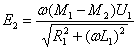 E₂ = ω(M₁ − M₂)U₁ / √(R₁² + (ωL₁)²)